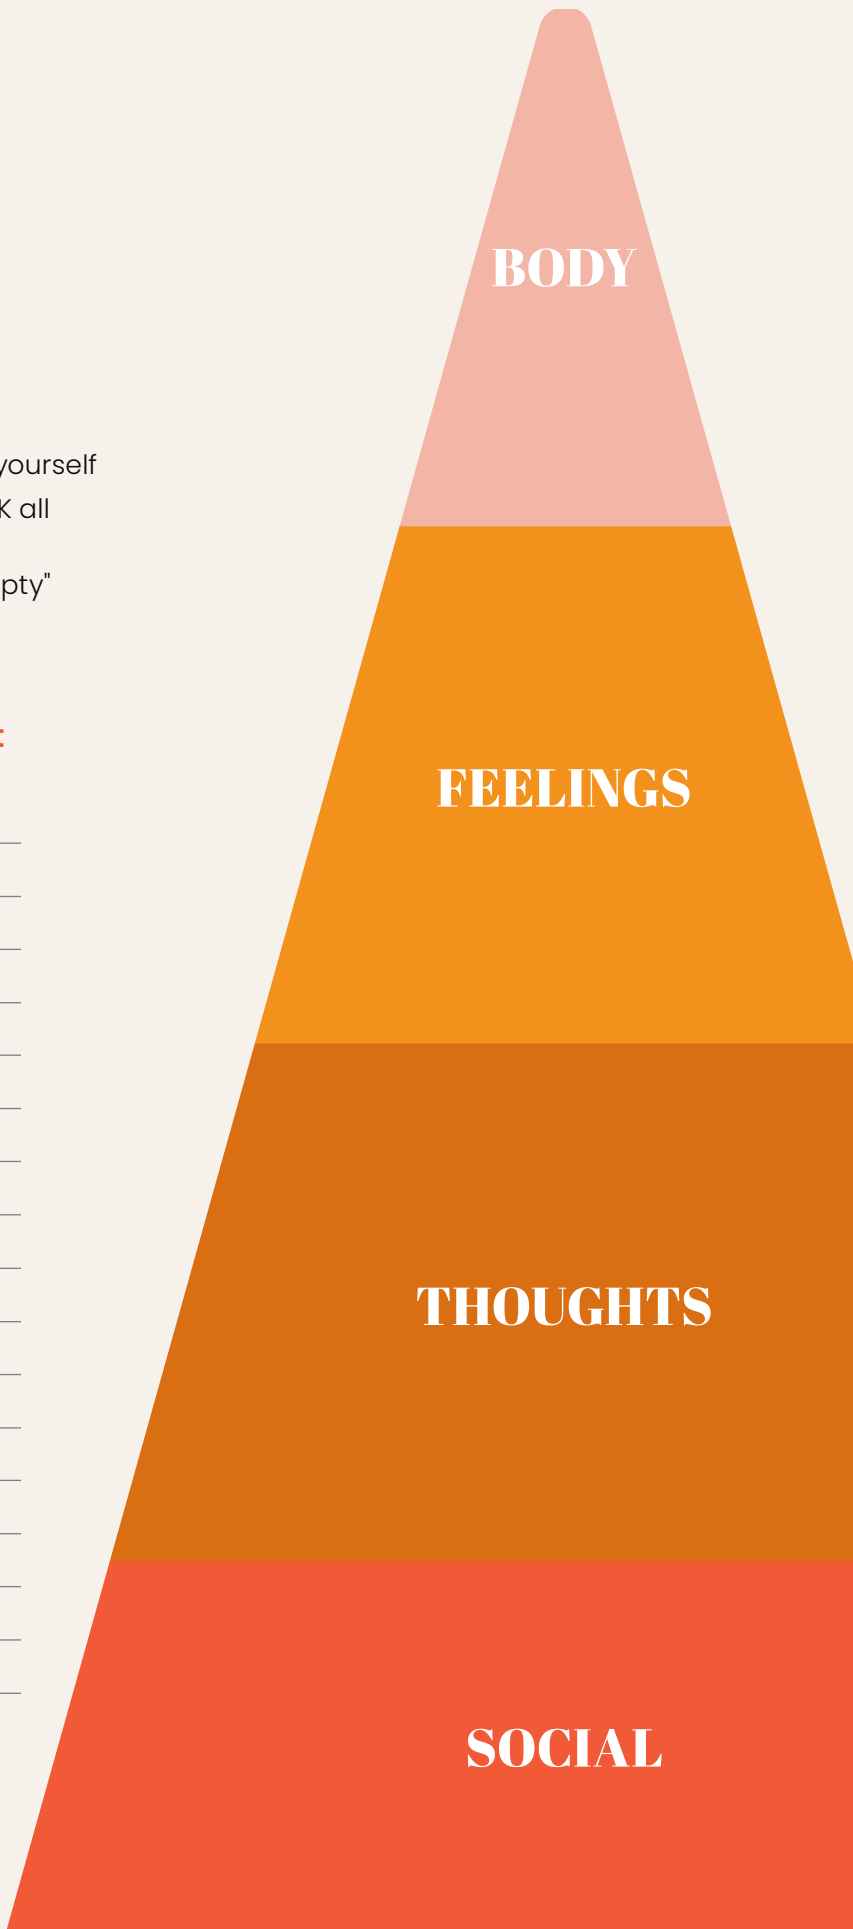 BODY
yourself
K all
pty"
:
FEELINGS
THOUGHTS
SOCIAL